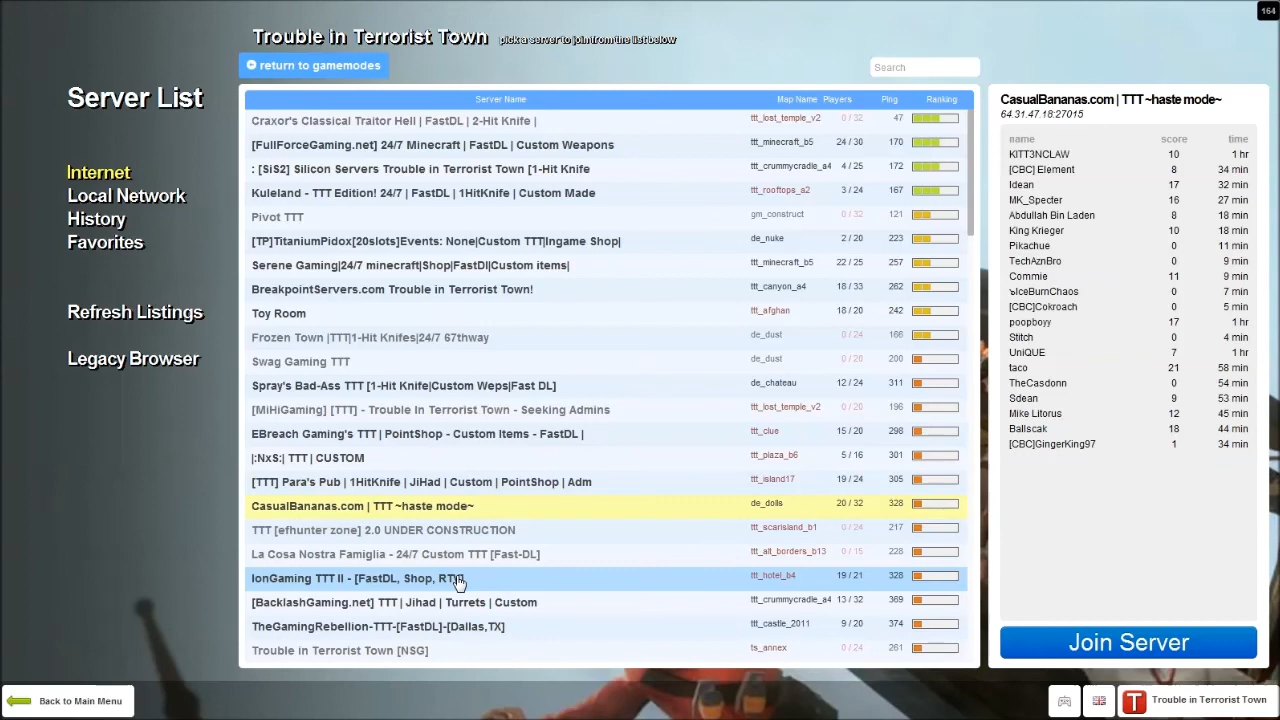 164
Trouble in Terrorist Town pick a server to join from the list below
return to gamemodes
Search
Server List
Internet
Local Network
History
Favorites
Refresh Listings
Legacy Browser
Server Name Map Name Players Ping Ranking
Craxor's Classical Traitor Hell | FastDL | 2-Hit Knife | ttt_lost_temple_v2 0 / 32 47
[FullForceGaming.net] 24/7 Minecraft | FastDL | Custom Weapons ttt_minecraft_b5 24 / 30 170
: [SiS2] Silicon Servers Trouble in Terrorist Town [1-Hit Knife ttt_crummycradle_a4 4 / 25 172
Kuleland - TTT Edition! 24/7 | FastDL | 1HitKnife | Custom Made ttt_rooftops_a2 3 / 24 167
Pivot TTT gm_construct 0 / 32 121
[TP]TitaniumPidox[20slots]Events: None|Custom TTT|Ingame Shop| de_nuke 2 / 20 223
Serene Gaming|24/7 minecraft|Shop|FastDl|Custom items| ttt_minecraft_b5 22 / 25 257
BreakpointServers.com Trouble in Terrorist Town! ttt_canyon_a4 18 / 33 262
Toy Room ttt_afghan 18 / 20 242
Frozen Town |TTT|1-Hit Knifes|24/7 67thway de_dust 0 / 24 166
Swag Gaming TTT de_dust 0 / 20 200
Spray's Bad-Ass TTT [1-Hit Knife|Custom Weps|Fast DL] de_chateau 12 / 24 311
[MiHiGaming] [TTT] - Trouble In Terrorist Town - Seeking Admins ttt_lost_temple_v2 0 / 20 196
EBreach Gaming's TTT | PointShop - Custom Items - FastDL | ttt_clue 15 / 20 298
|:NxS:| TTT | CUSTOM ttt_plaza_b6 5 / 16 301
[TTT] Para's Pub | 1HitKnife | JiHad | Custom | PointShop | Adm ttt_island17 19 / 24 305
CasualBananas.com | TTT ~haste mode~ de_dolls 20 / 32 328
TTT [efhunter zone] 2.0 UNDER CONSTRUCTION ttt_scarisland_b1 0 / 24 217
La Cosa Nostra Famiglia - 24/7 Custom TTT [Fast-DL] ttt_alt_borders_b13 0 / 15 228
IonGaming TTT II - [FastDL, Shop, RTV] ttt_hotel_b4 19 / 21 328
[BacklashGaming.net] TTT | Jihad | Turrets | Custom ttt_crummycradle_a4 13 / 32 369
TheGamingRebellion-TTT-[FastDL]-[Dallas,TX] ttt_castle_2011 9 / 20 374
Trouble in Terrorist Town [NSG] ts_annex 0 / 24 261
CasualBananas.com | TTT ~haste mode~
64.31.47.18:27015
name score time
KITT3NCLAW 10 1 hr
[CBC] Element 8 34 min
Idean 17 32 min
MK_Specter 16 27 min
Abdullah Bin Laden 8 18 min
King Krieger 10 18 min
Pikachue 0 11 min
TechAznBro 0 9 min
Commie 11 9 min
IceBurnChaos 0 7 min
[CBC]Cokroach 0 5 min
poopboyy 17 1 hr
Stitch 0 4 min
UniQUE 7 1 hr
taco 21 58 min
TheCasdonn 0 54 min
Sdean 9 53 min
Mike Litorus 12 45 min
Ballscak 18 44 min
[CBC]GingerKing97 1 34 min
Join Server
Back to Main Menu
T Trouble in Terrorist Town